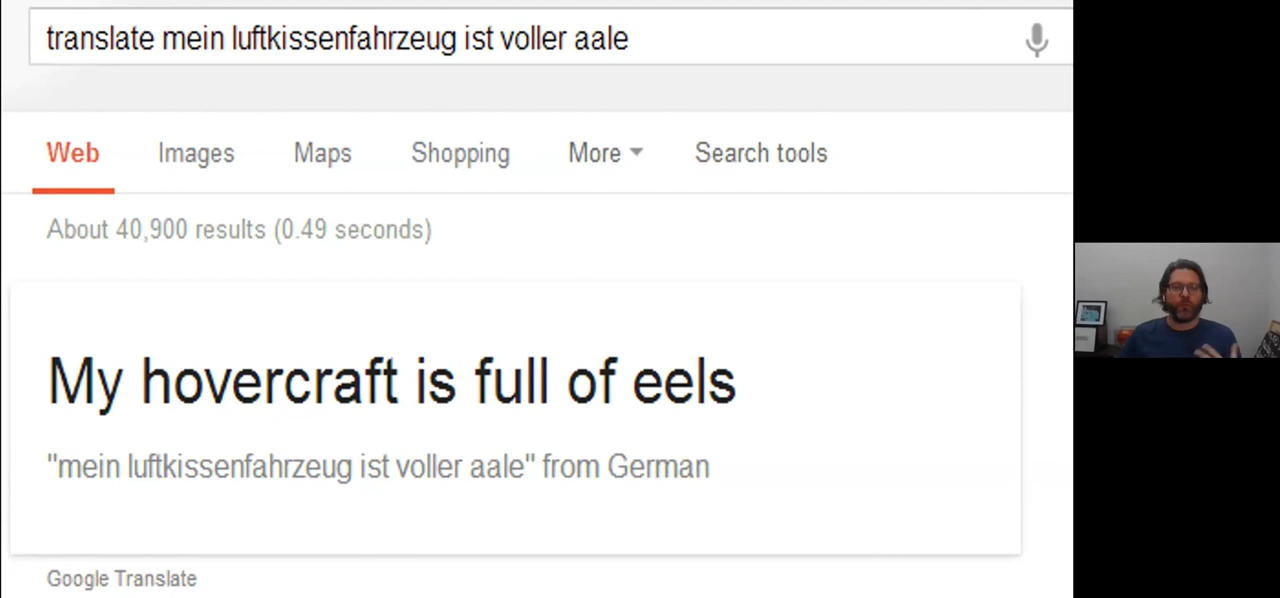 translate mein luftkissenfahrzeug ist voller aale
Web Images Maps Shopping More Search tools
About 40,900 results (0.49 seconds)
My hovercraft is full of eels
"mein luftkissenfahrzeug ist voller aale" from German
Google Translate